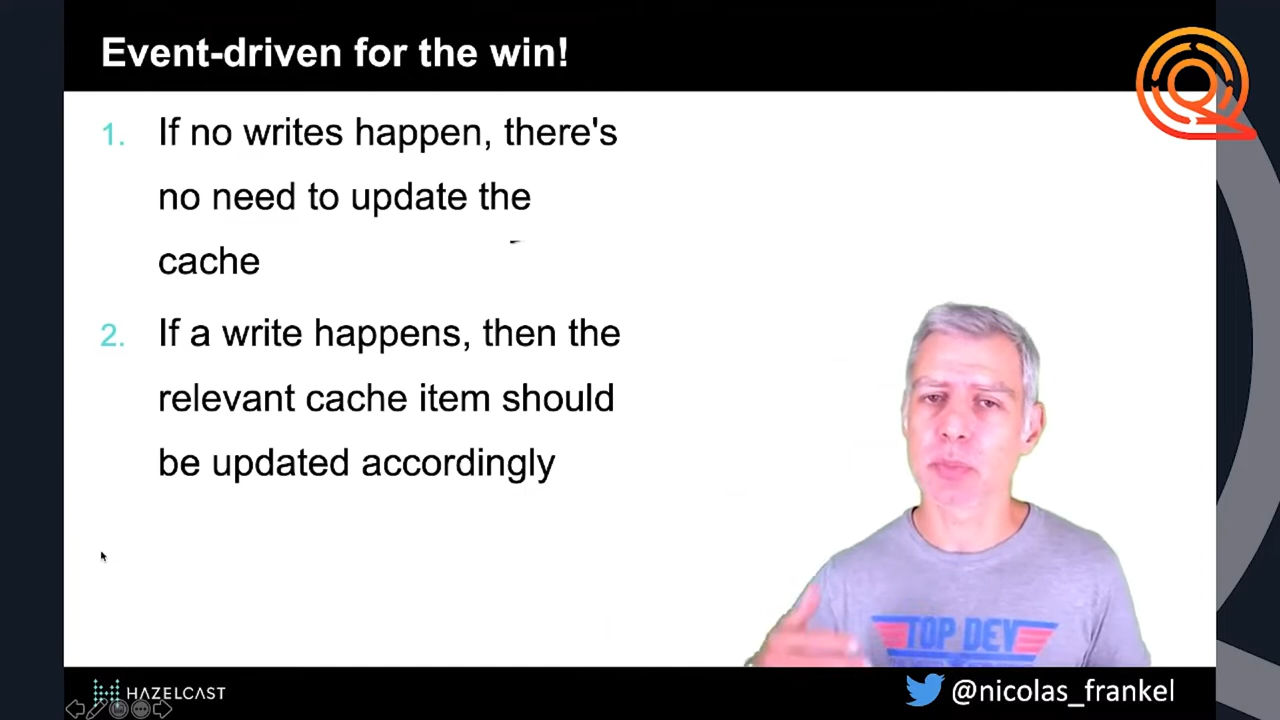 Event-driven for the win!
1. If no writes happen, there's
no need to update the
cache
2. If a write happens, then the
relevant cache item should
be updated accordingly
TOP DEV
HAZELCAST
@nicolas_frankel